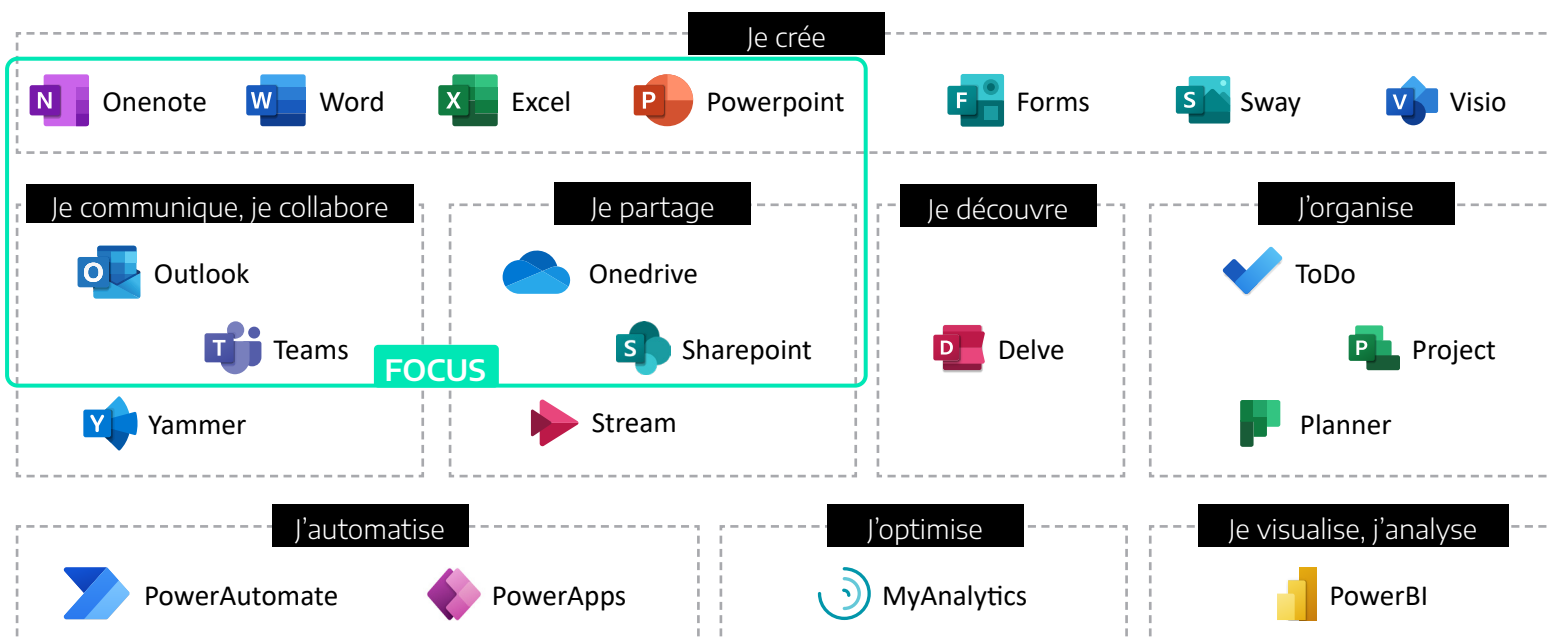 Je crée
N Onenote W Word X Excel P Powerpoint F Forms S Sway V Visio
Je communique, je collabore
O Outlook
T Teams
Y Yammer
Je partage
Onedrive
S Sharepoint
Stream
FOCUS
Je découvre
D Delve
J’organise
ToDo
P Project
Planner
J’automatise
PowerAutomate PowerApps
J’optimise
MyAnalytics
Je visualise, j’analyse
PowerBI